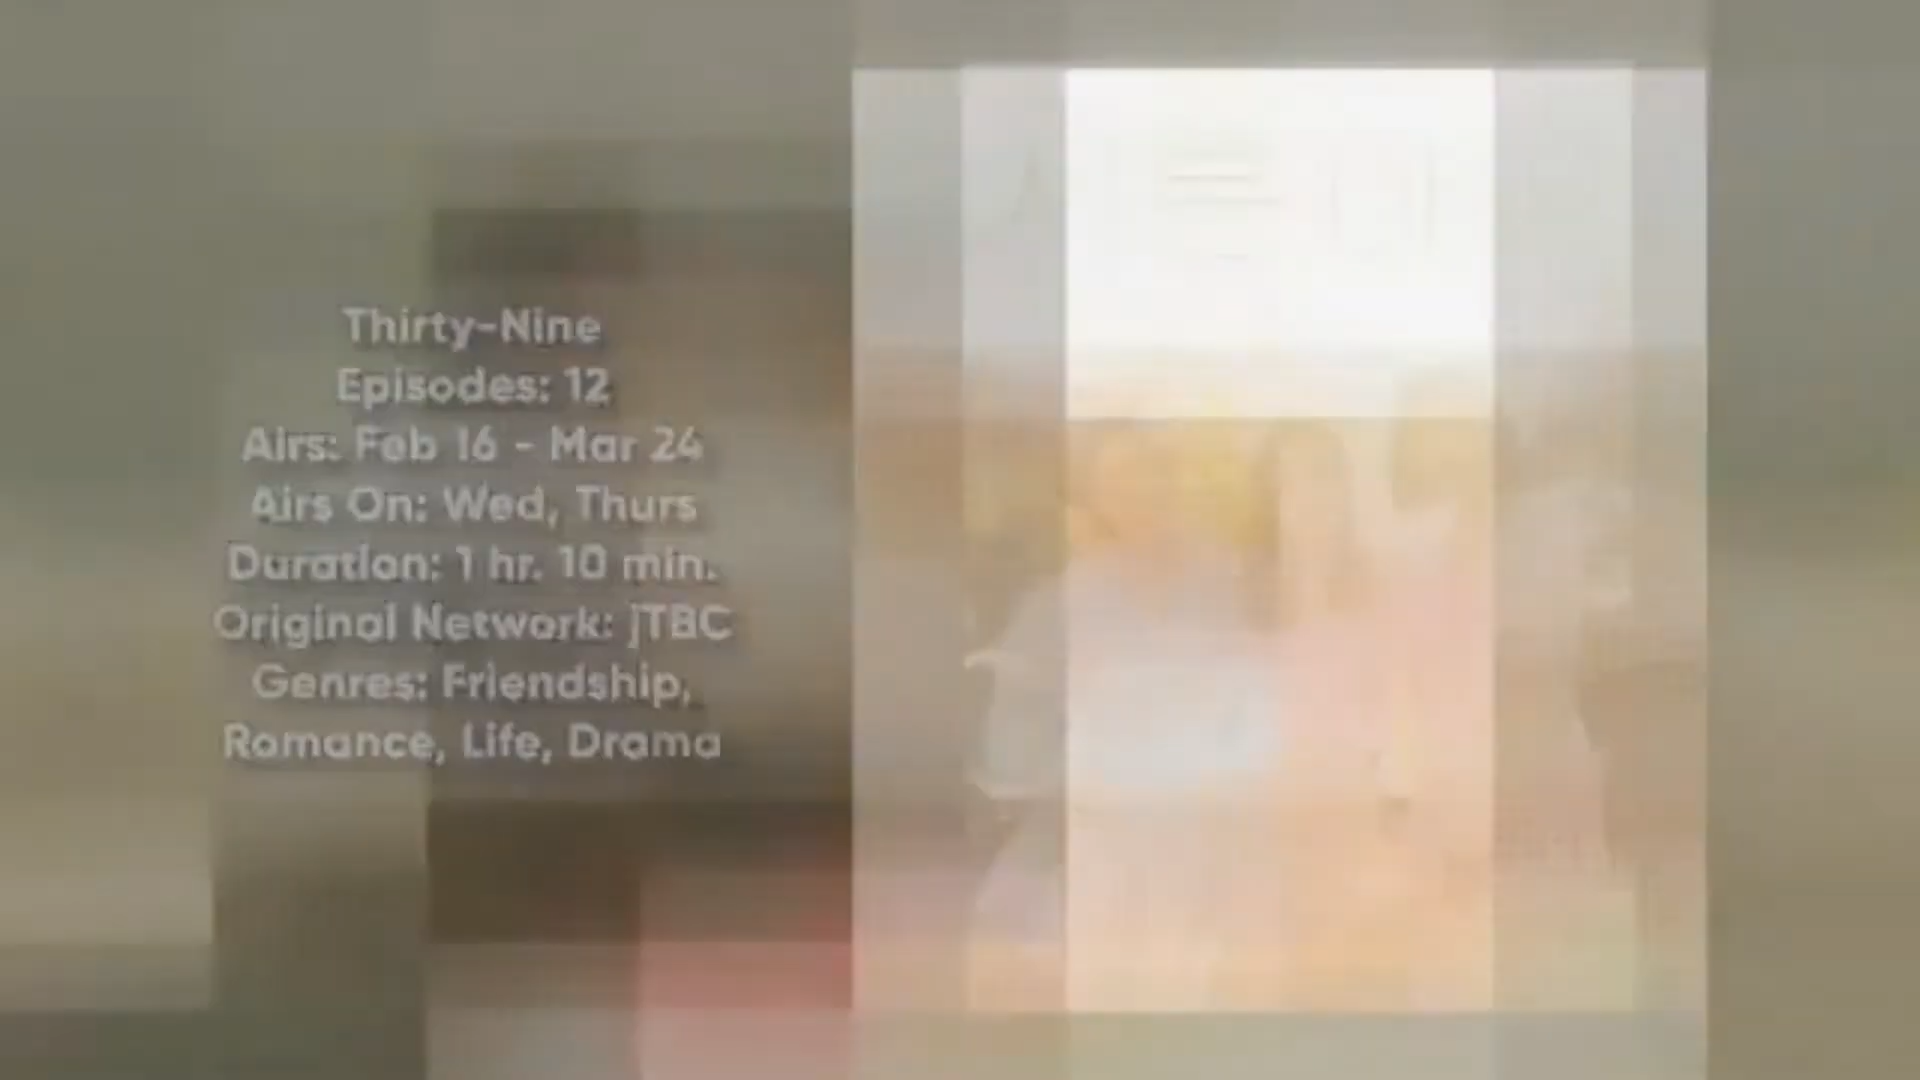 Thirty-Nine
Episodes: 12
Airs: Feb 16 - Mar 24
Airs On: Wed, Thurs
Duration: 1 hr. 10 min.
Original Network: jTBC
Genres: Friendship,
Romance, Life, Drama